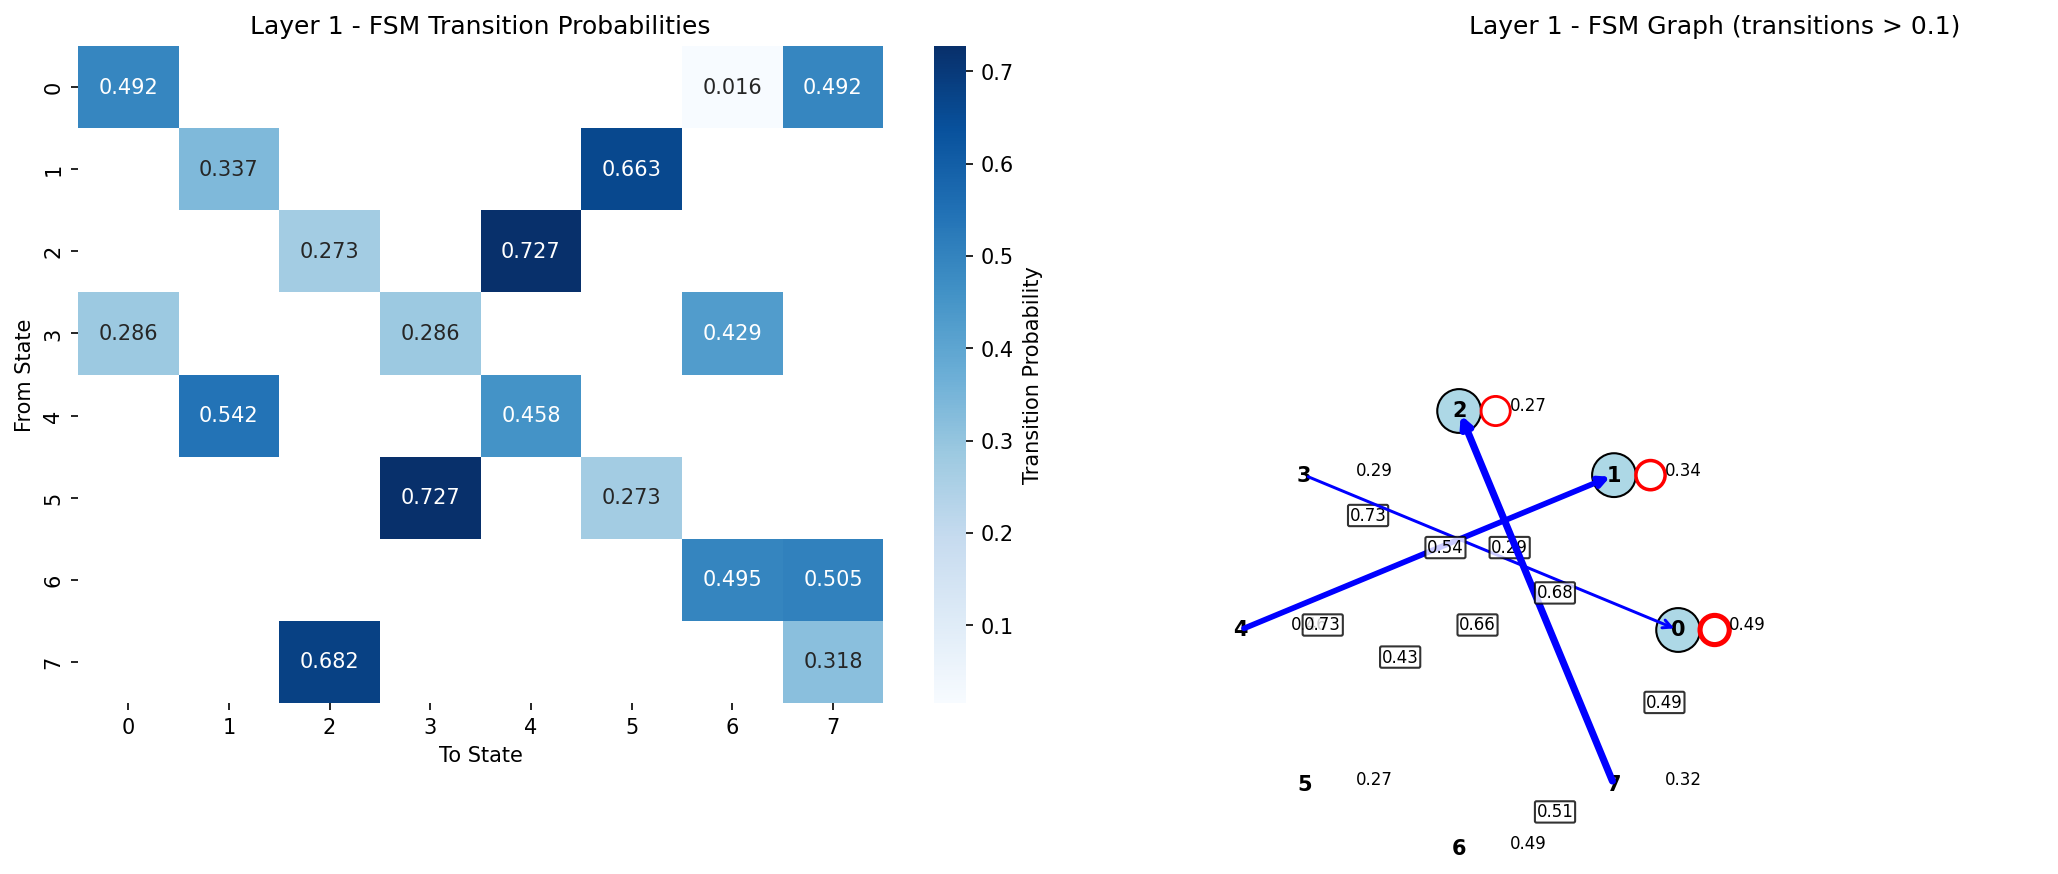 Layer 1 - FSM Transition Probabilities
0 0.492 0.016 0.492
1 0.337 0.663
2 0.273 0.727
3 0.286 0.286 0.429
4 0.542 0.458
5 0.727 0.273
6 0.495 0.505
7 0.682 0.318
0 1 2 3 4 5 6 7
To State
From State
0.7
0.6
0.5
0.4
0.3
0.2
0.1
Transition Probability
Layer 1 - FSM Graph (transitions > 0.1)
2 0.27
3 0.29 1 0.34
0.73
0.54 0.29
0.68
4 0.73 0.66 0 0.49
0.43
0.49
5 0.27 7 0.32
0.51
6 0.49